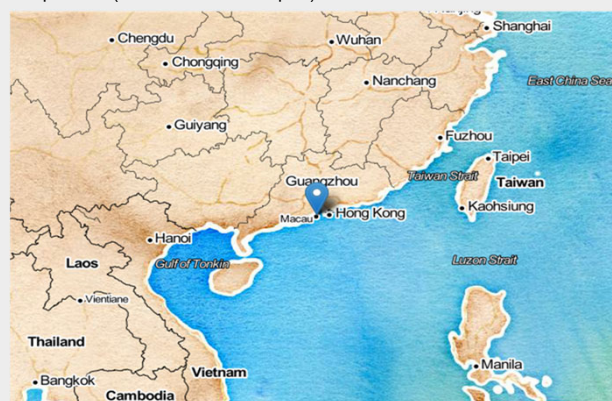 Shanghai
Chengdu
Wuhan
Chongqing
Nanchang
East China Sea
Guiyang
Fuzhou
Taipei
Taiwan Strait
Guangzhou
Taiwan
Kaohsiung
Macau
Hong Kong
Hanoi
Gulf of Tonkin
Luzon Strait
Laos
Vientiane
Thailand
Manila
Vietnam
Bangkok
Cambodia